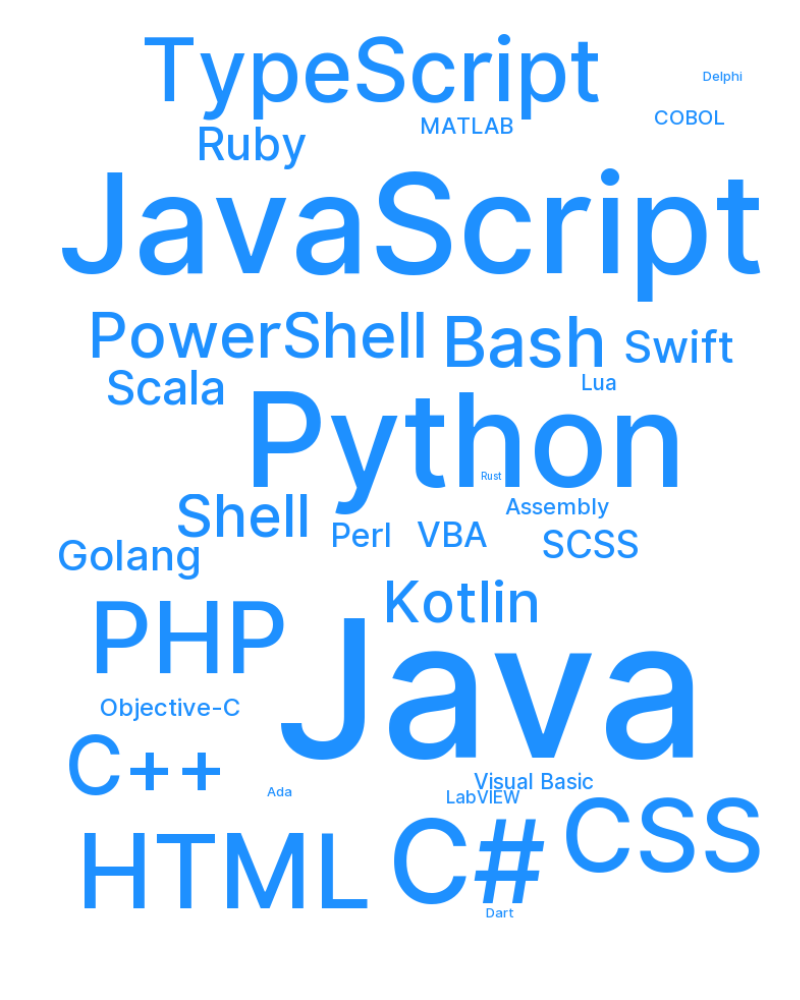 TypeScript
Delphi
COBOL
MATLAB
Ruby
JavaScript
PowerShell
Bash
Swift
Scala
Lua
Python
Rust
Assembly
Shell
Perl
VBA
SCSS
Golang
Kotlin
PHP
Java
Objective-C
C++
Visual Basic
Ada
LabVIEW
CSS
HTML
C#
Dart